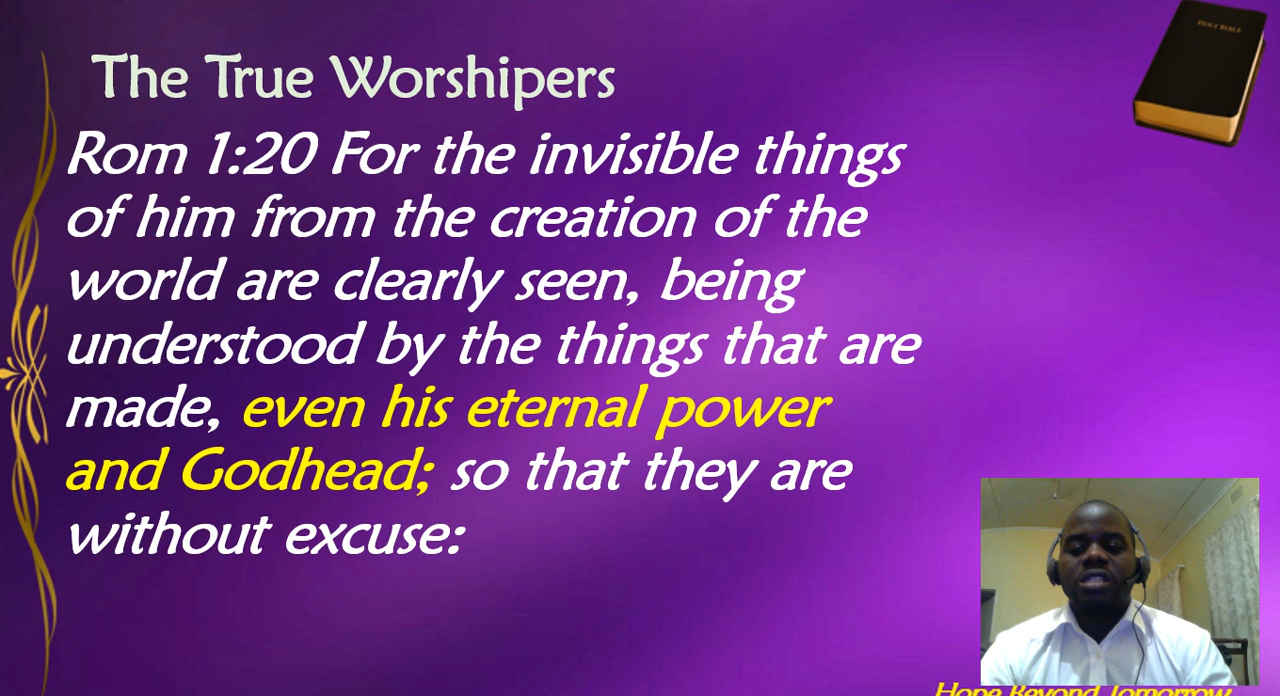 HOLY BIBLE
The True Worshipers
Rom 1:20 For the invisible things
of him from the creation of the
world are clearly seen, being
understood by the things that are
made, even his eternal power
and Godhead; so that they are
without excuse:
Hope Beyond Tomorrow